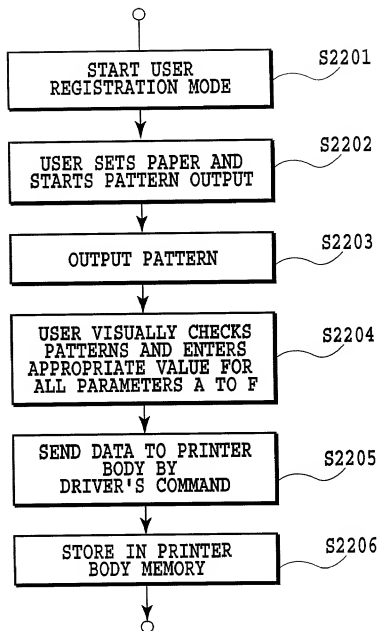 START USER
REGISTRATION MODE
S2201
USER SETS PAPER AND
STARTS PATTERN OUTPUT
S2202
OUTPUT PATTERN
S2203
USER VISUALLY CHECKS
PATTERNS AND ENTERS
APPROPRIATE VALUE FOR
ALL PARAMETERS A TO F
S2204
SEND DATA TO PRINTER
BODY BY
DRIVER'S COMMAND
S2205
STORE IN PRINTER
BODY MEMORY
S2206